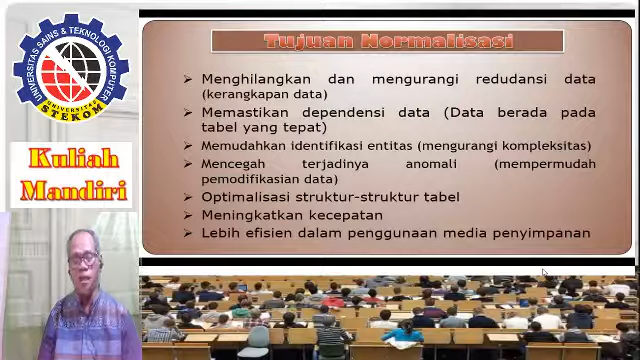 UNIVERSITAS SAINS & TEKNOLOGI KOMPUTER
UNIVERSITAS
STEKOM
Kuliah
Mandiri
Tujuan Normalisasi
Menghilangkan dan mengurangi redudansi data
(kerangkapan data)
Memastikan dependensi data (Data berada pada
tabel yang tepat)
Memudahkan identifikasi entitas (mengurangi kompleksitas)
Mencegah terjadinya anomali (mempermudah
pemodifikasian data)
Optimalisasi struktur-struktur tabel
Meningkatkan kecepatan
Lebih efisien dalam penggunaan media penyimpanan